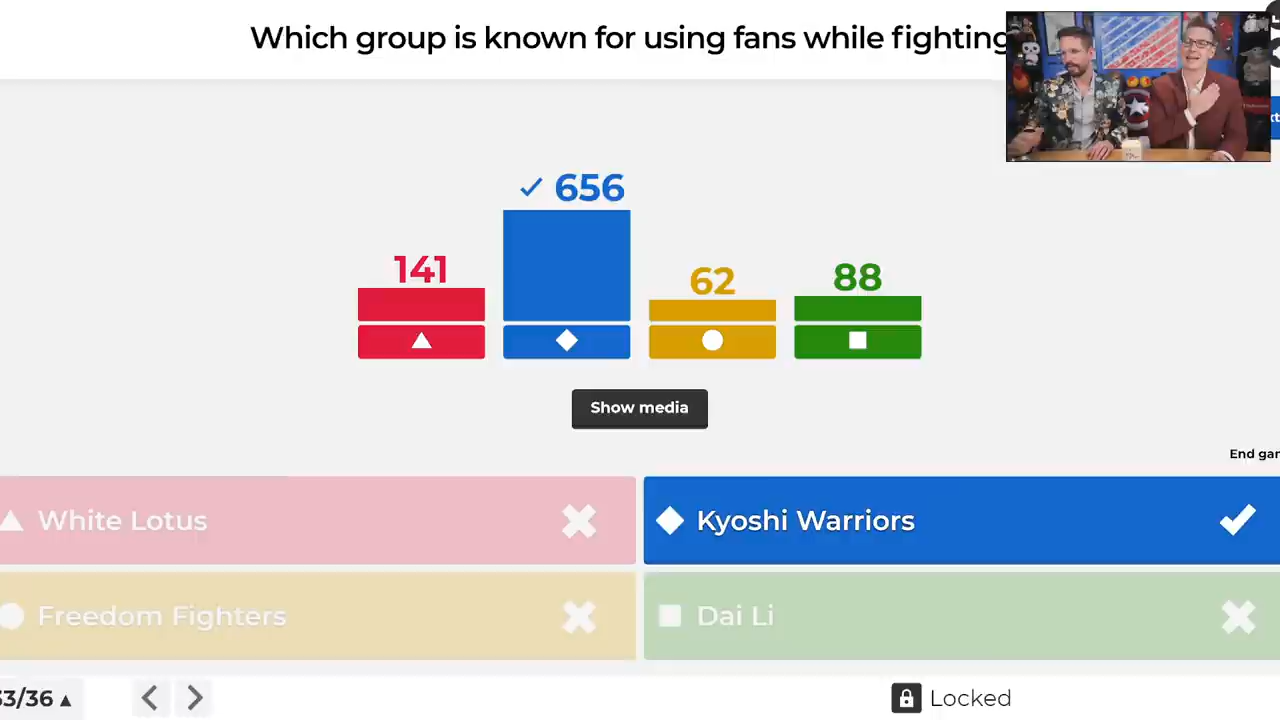 Which group is known for using fans while fighting
656
141
62
88
Show media
End gar
White Lotus
Kyoshi Warriors
Freedom Fighters
Dai Li
33/36
Locked